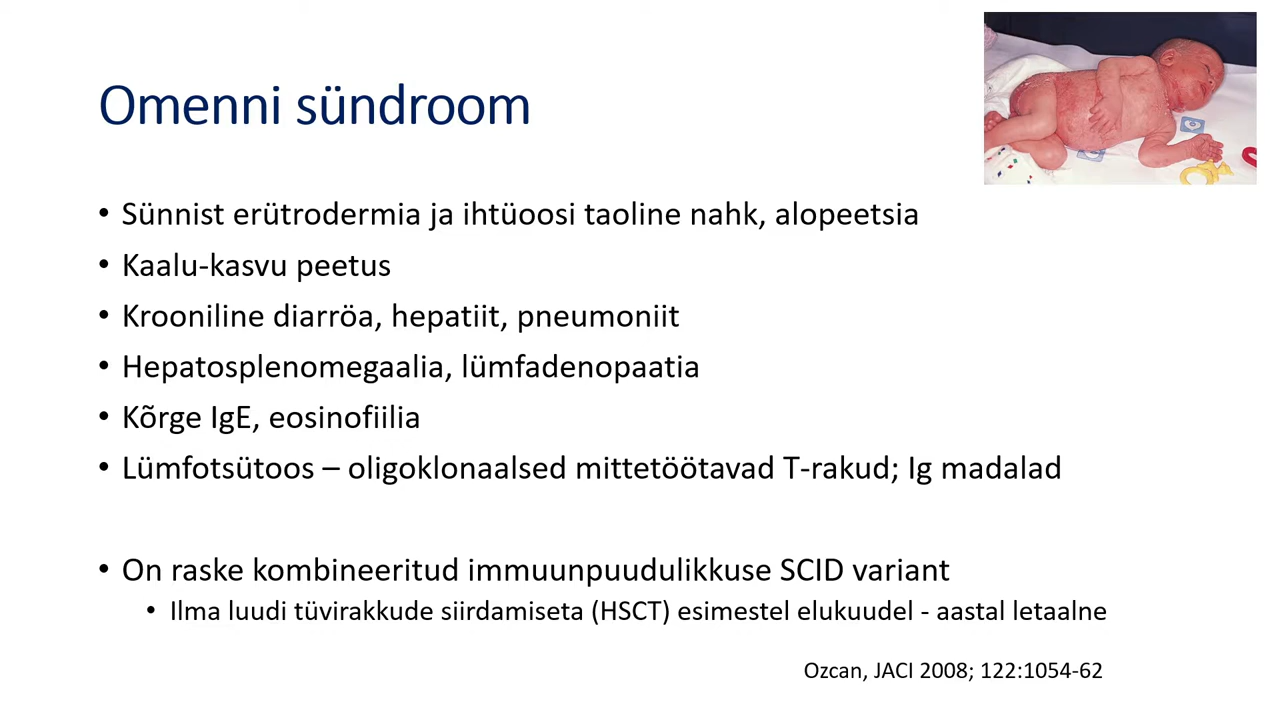 Omenni sündroom
• Sünnist erütrodermia ja ihtüoosi taoline nahk, alopeetsia
• Kaalu-kasvu peetus
• Krooniline diarröa, hepatiit, pneumoniit
• Hepatosplenomegaalia, lümfadenopaatia
• Kõrge IgE, eosinofiilia
• Lümfotsütoos – oligoklonaalsed mittetöötavad T-rakud; Ig madalad
• On raske kombineeritud immuunpuudulikkuse SCID variant
• Ilma luudi tüvirakkude siirdamiseta (HSCT) esimestel elukuudel - aastal letaalne
Ozcan, JACI 2008; 122:1054-62